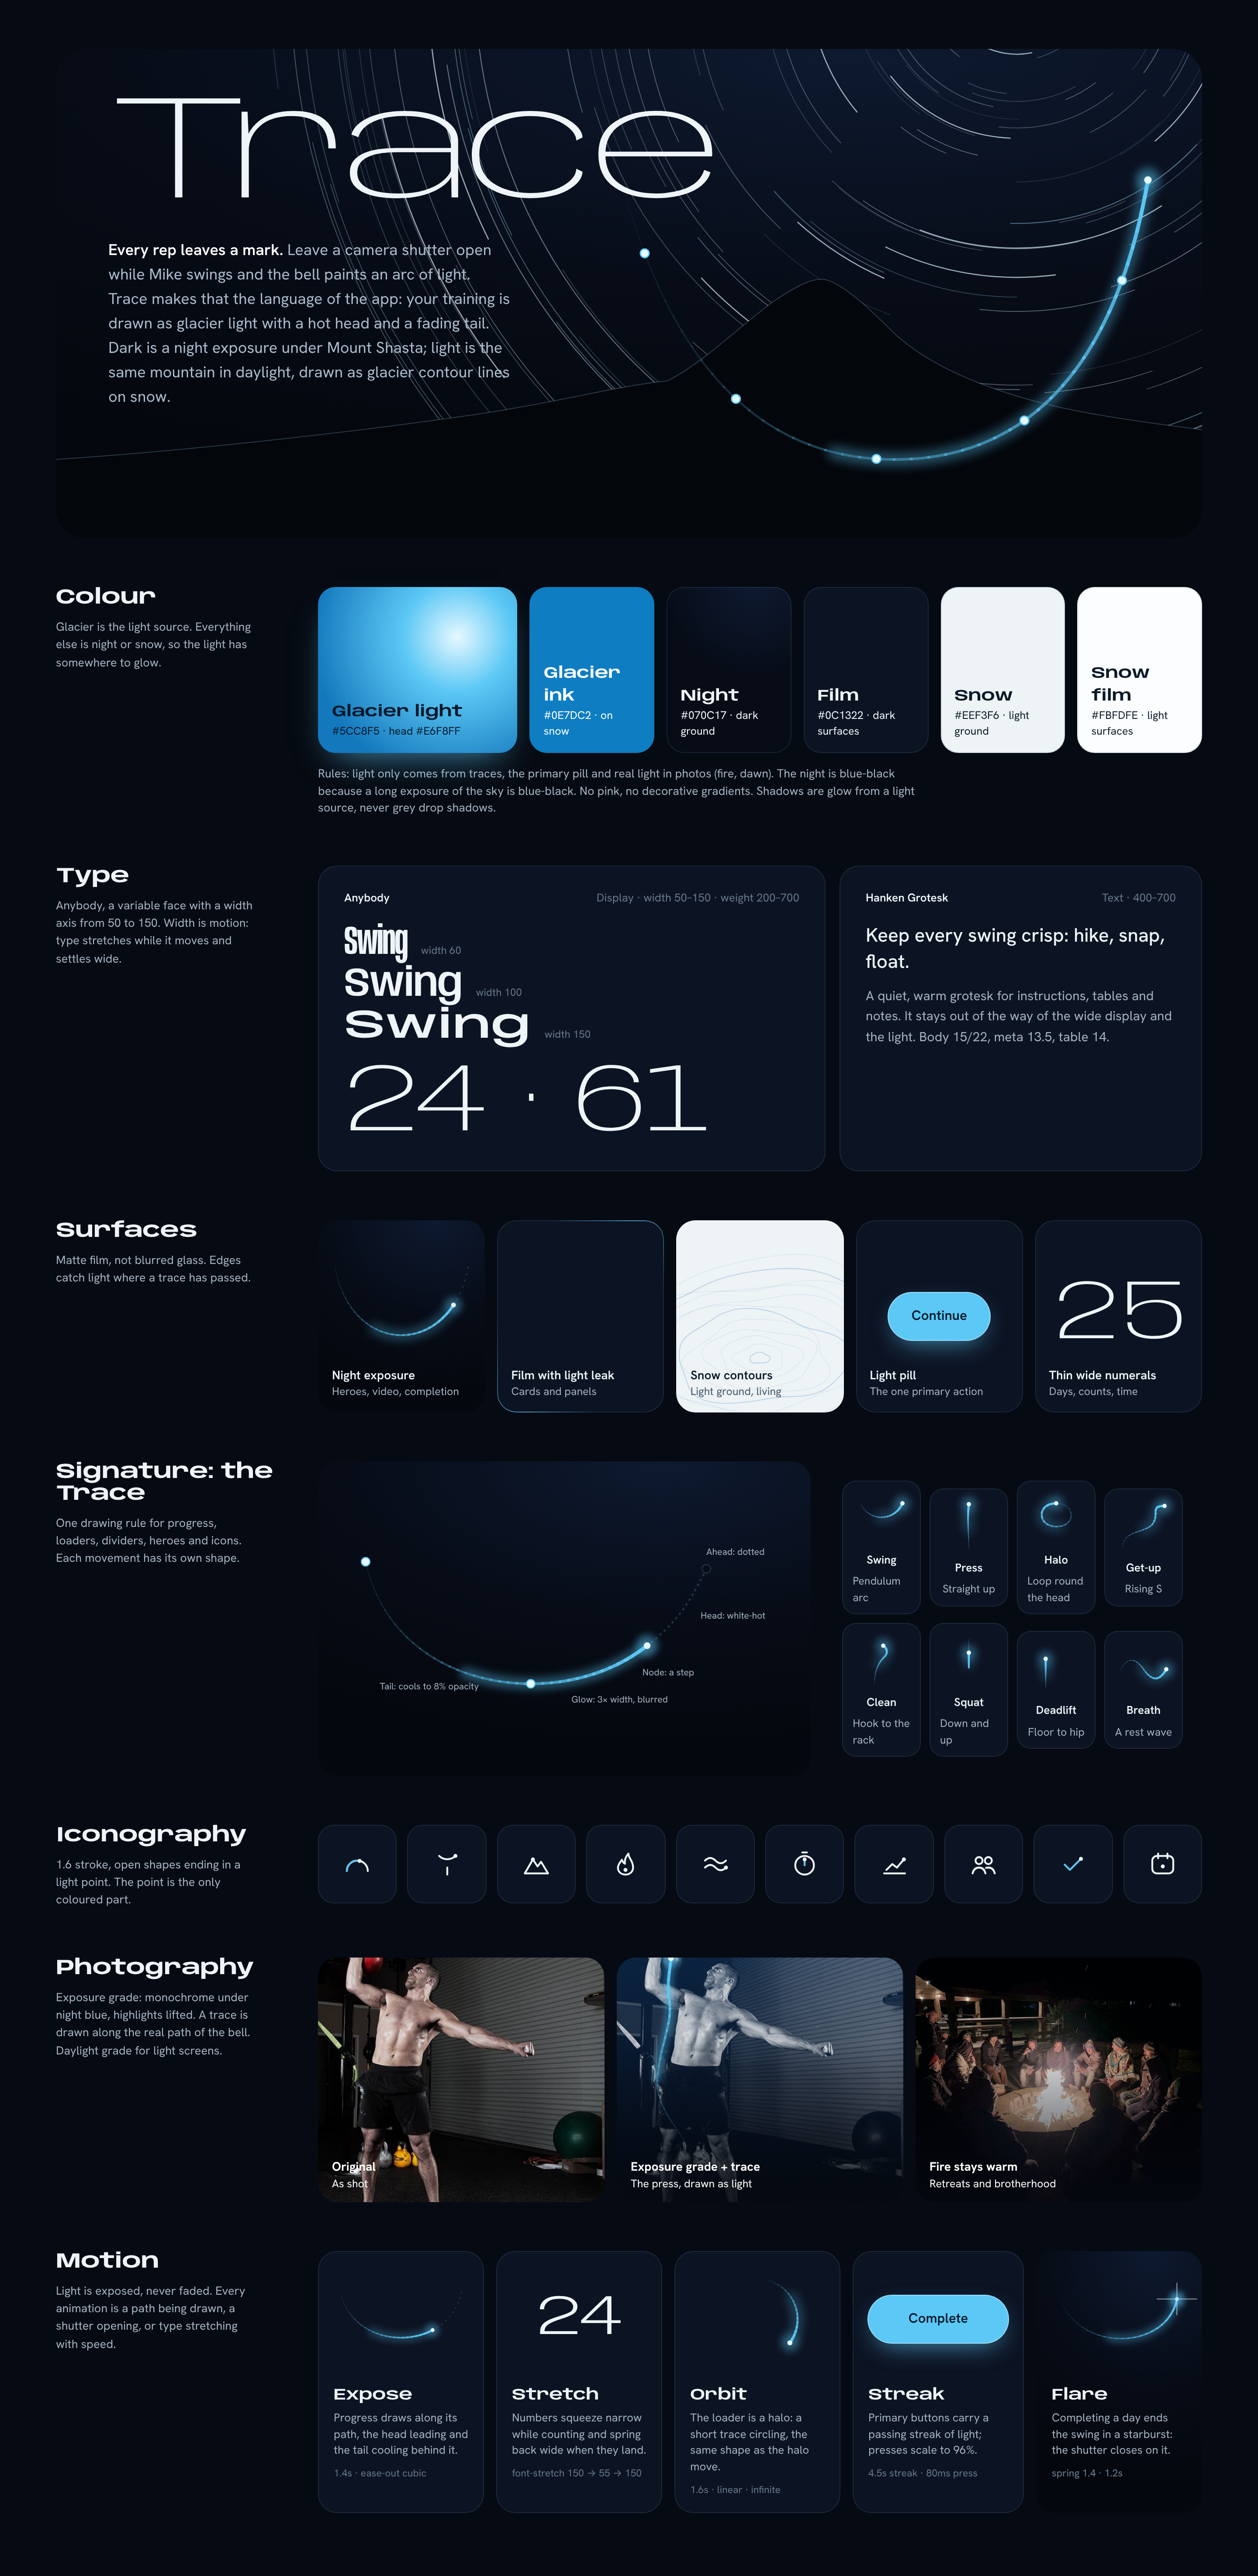 Trace
Every rep leaves a mark. Leave a camera shutter open
while Mike swings and the bell paints an arc of light.
Trace makes that the language of the app: your training is
drawn as glacier light with a hot head and a fading tail.
Dark is a night exposure under Mount Shasta; light is the
same mountain in daylight, drawn as glacier contour lines
on snow.
Colour
Glacier is the light source. Everything
else is night or snow, so the light has
somewhere to glow.
Glacier light
#5CC8F5 · head #E6F8FF
Glacier
ink
#0E7DC2 · on
snow
Night
#070C17 · dark
ground
Film
#0C1322 · dark
surfaces
Snow
#EEF3F6 · light
ground
Snow
film
#FBFDFE · light
surfaces
Rules: light only comes from traces, the primary pill and real light in photos (fire, dawn). The night is blue-black
because a long exposure of the sky is blue-black. No pink, no decorative gradients. Shadows are glow from a light
source, never grey drop shadows.
Type
Anybody, a variable face with a width
axis from 50 to 150. Width is motion:
type stretches while it moves and
settles wide.
Anybody
Display · width 50–150 · weight 200–700
Swing width 60
Swing width 100
Swing width 150
24 · 61
Hanken Grotesk
Text · 400–700
Keep every swing crisp: hike, snap,
float.
A quiet, warm grotesk for instructions, tables and
notes. It stays out of the way of the wide display and
the light. Body 15/22, meta 13.5, table 14.
Surfaces
Matte film, not blurred glass. Edges
catch light where a trace has passed.
Night exposure
Heroes, video, completion
Film with light leak
Cards and panels
Snow contours
Light ground, living
Continue
Light pill
The one primary action
25
Thin wide numerals
Days, counts, time
Signature: the
Trace
One drawing rule for progress,
loaders, dividers, heroes and icons.
Each movement has its own shape.
Ahead: dotted
Head: white-hot
Node: a step
Tail: cools to 8% opacity
Glow: 3× width, blurred
Swing
Pendulum
arc
Press
Straight up
Halo
Loop round
the head
Get-up
Rising S
Clean
Hook to the
rack
Squat
Down and
up
Deadlift
Floor to hip
Breath
A rest wave
Iconography
1.6 stroke, open shapes ending in a
light point. The point is the only
coloured part.
Photography
Exposure grade: monochrome under
night blue, highlights lifted. A trace is
drawn along the real path of the bell.
Daylight grade for light screens.
Original
As shot
Exposure grade + trace
The press, drawn as light
Fire stays warm
Retreats and brotherhood
Motion
Light is exposed, never faded. Every
animation is a path being drawn, a
shutter opening, or type stretching
with speed.
Expose
Progress draws along its
path, the head leading and
the tail cooling behind it.
1.4s · ease-out cubic
24
Stretch
Numbers squeeze narrow
while counting and spring
back wide when they land.
font-stretch 150 → 55 → 150
Orbit
The loader is a halo: a
short trace circling, the
same shape as the halo
move.
1.6s · linear · infinite
Complete
Streak
Primary buttons carry a
passing streak of light;
presses scale to 96%.
4.5s streak · 80ms press
Flare
Completing a day ends
the swing in a starburst:
the shutter closes on it.
spring 1.4 · 1.2s